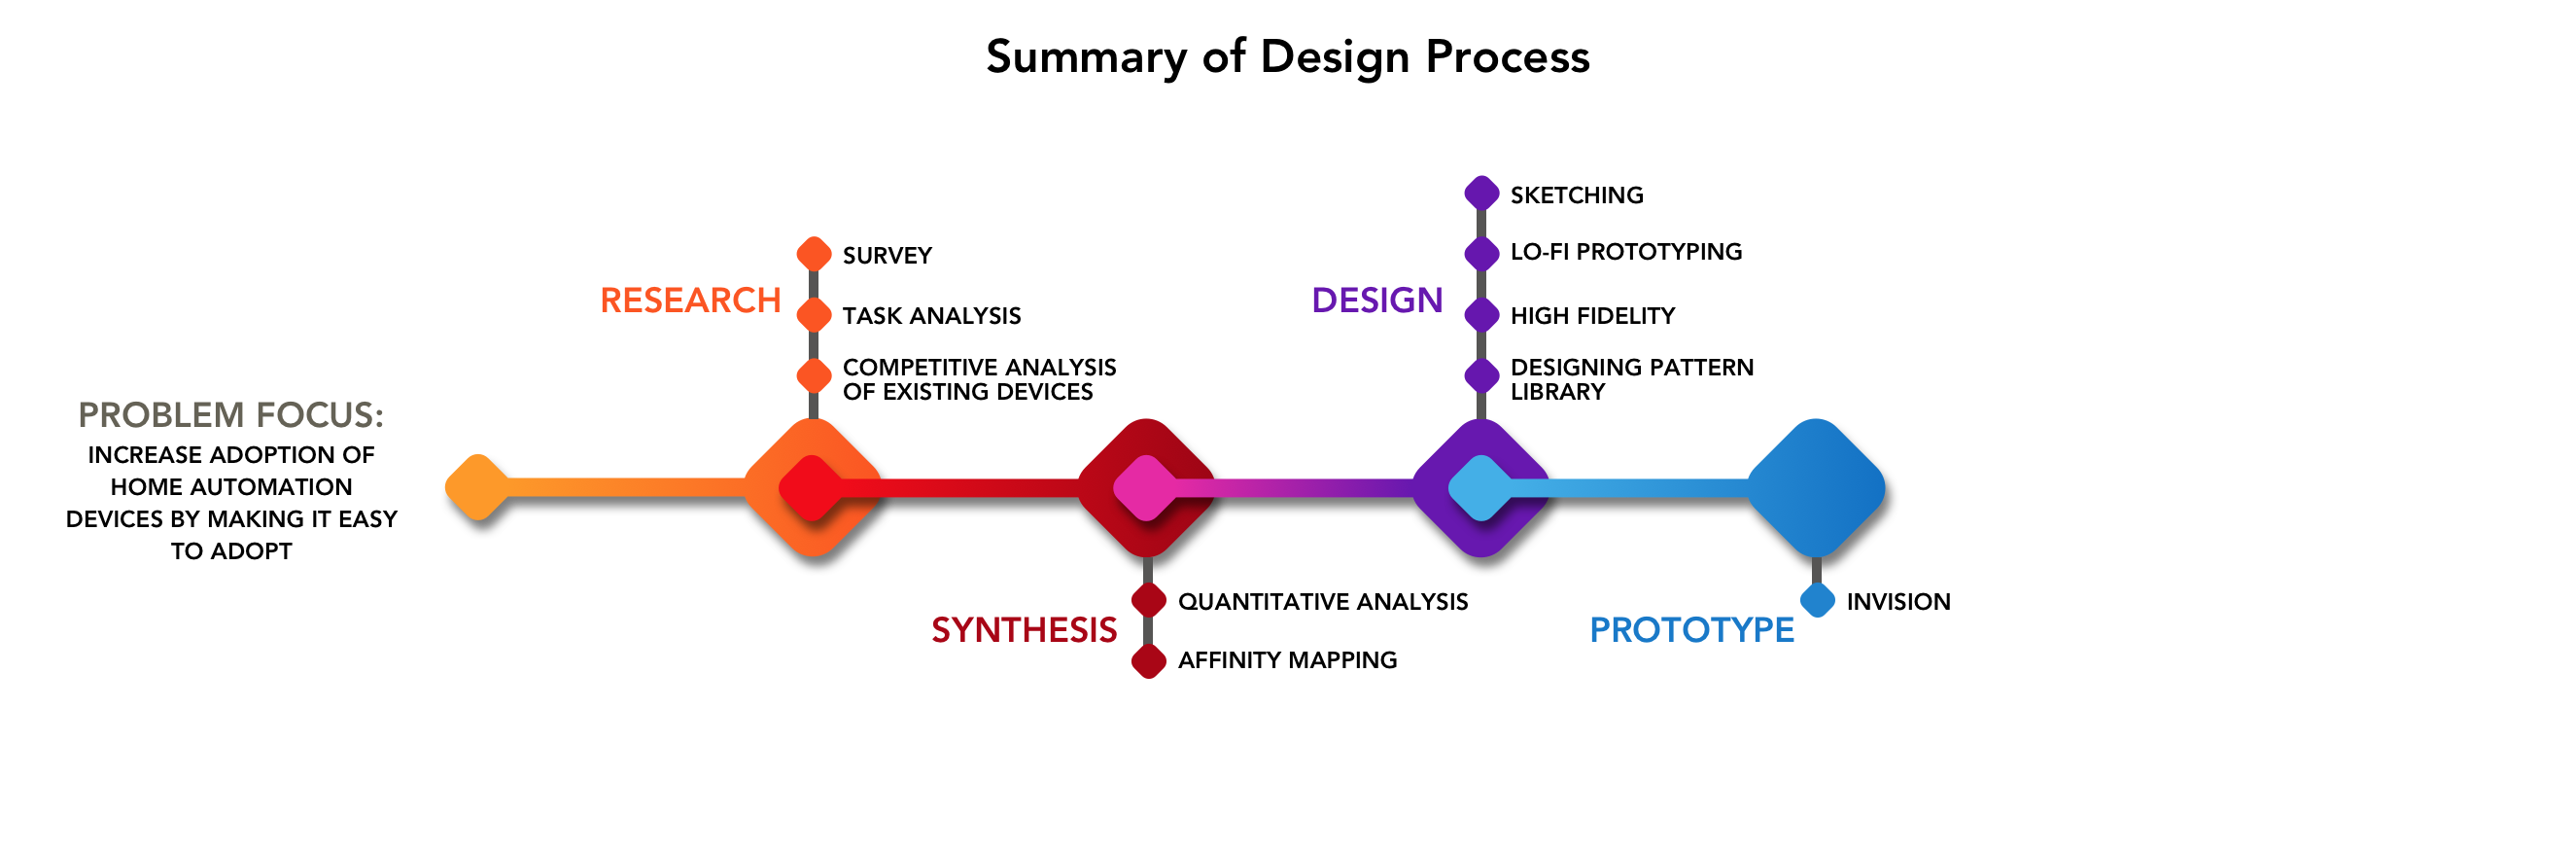 Summary of Design Process
PROBLEM FOCUS:
INCREASE ADOPTION OF
HOME AUTOMATION
DEVICES BY MAKING IT EASY
TO ADOPT
RESEARCH
SURVEY
TASK ANALYSIS
COMPETITIVE ANALYSIS
OF EXISTING DEVICES
SYNTHESIS
QUANTITATIVE ANALYSIS
AFFINITY MAPPING
DESIGN
SKETCHING
LO-FI PROTOTYPING
HIGH FIDELITY
DESIGNING PATTERN
LIBRARY
PROTOTYPE
INVISION